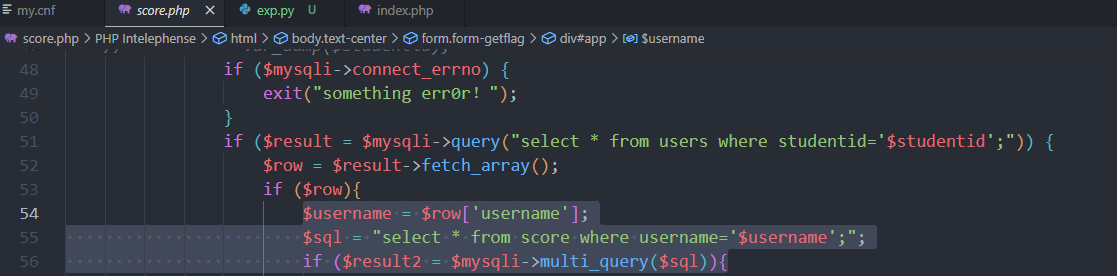 my.cnf score.php exp.py U index.php
score.php > PHP Intelephense > html > body.text-center > form.form-getflag > div#app > $username
48 if ($mysqli->connect_errno) {
49 exit("something err0r! ");
50 }
51 if ($result = $mysqli->query("select * from users where studentid='$studentid';")) {
52 $row = $result->fetch_array();
53 if ($row){
54 $username = $row['username'];
55 $sql = "select * from score where username='$username';";
56 if ($result2 = $mysqli->multi_query($sql)){